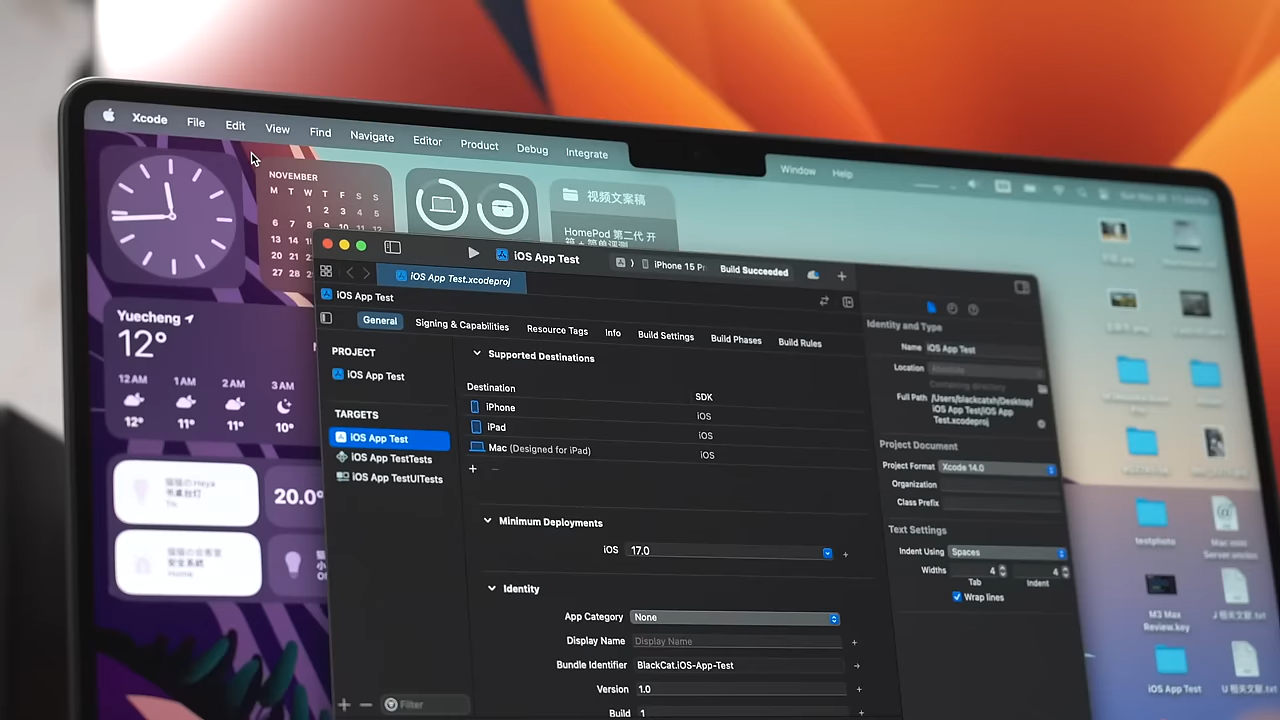 Xcode File Edit View Find Navigate Editor Product Debug Integrate Window Help
NOVEMBER
M T W T F S S
1 2 3 4 5
6 7 8 9 10
13 14
20 21
27 28
视频文案稿
HomePod 第二代 开
Yuecheng
12°
12 AM 1 AM 2 AM 3 AM
12° 11° 11° 10°
20.0°
Home
iOS App Test
iPhone 15 Pr
Build Succeeded
iOS App Test.xcodeproj
iOS App Test
General Signing & Capabilities Resource Tags Info Build Settings Build Phases Build Rules
PROJECT
iOS App Test
TARGETS
iOS App Test
iOS App TestTests
iOS App TestUITests
Filter
Supported Destinations
Destination SDK
iPhone iOS
iPad iOS
Mac (Designed for iPad) iOS
Minimum Deployments
iOS 17.0
Identity
App Category None
Display Name Display Name
Bundle Identifier BlackCat.iOS-App-Test
Version 1.0
Build 1
Identity and Type
Name iOS App Test
Location Absolute
Containing directory
Full Path /Users/blackcatxh/Desktop/
iOS App Test/iOS App
Test.xcodeproj
Project Document
Project Format Xcode 14.0
Organization
Class Prefix
Text Settings
Indent Using Spaces
Widths 4 4
Tab Indent
Wrap lines
testphoto
M3 Max
Review.key
iOS App Test